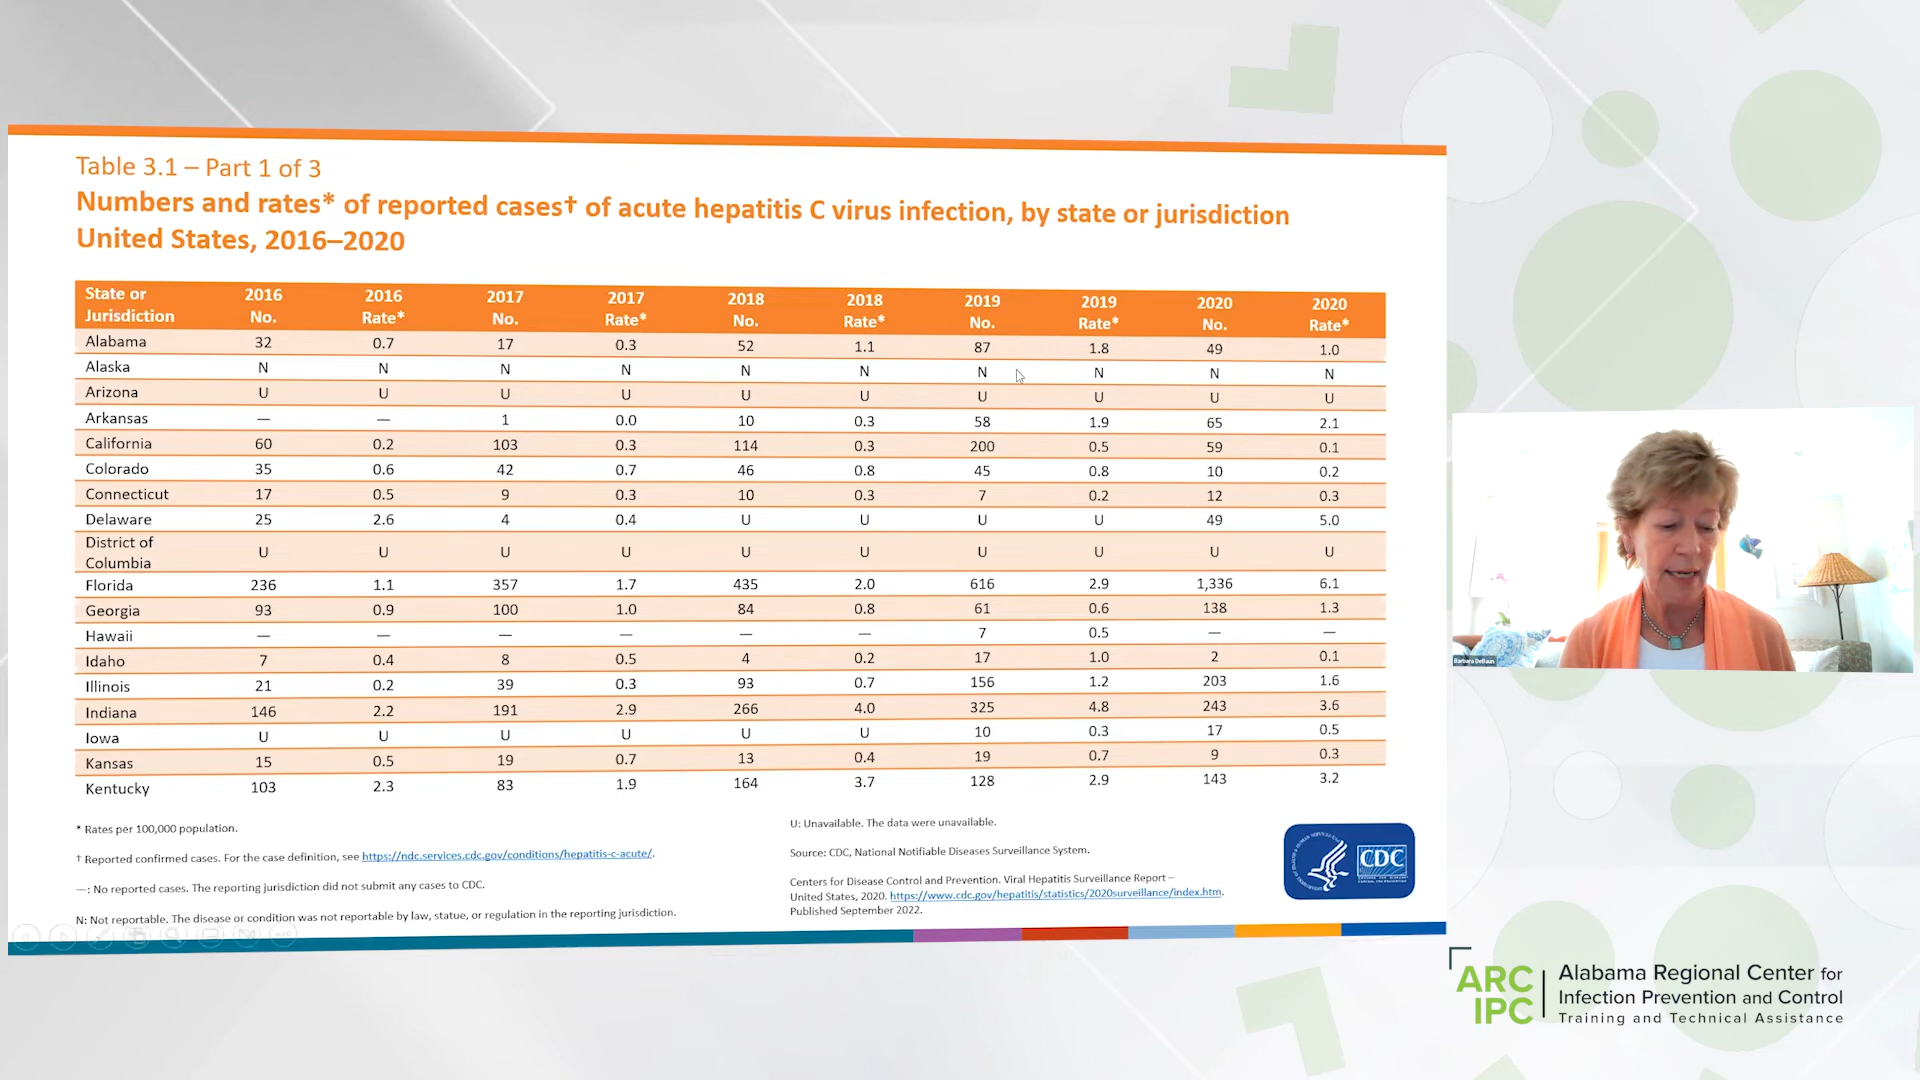 Table 3.1 – Part 1 of 3
Numbers and rates* of reported cases† of acute hepatitis C virus infection, by state or jurisdiction
United States, 2016–2020
State or Jurisdiction 2016 No. 2016 Rate* 2017 No. 2017 Rate* 2018 No. 2018 Rate* 2019 No. 2019 Rate* 2020 No. 2020 Rate*
Alabama 32 0.7 17 0.3 52 1.1 87 1.8 49 1.0
Alaska N N N N N N N N N N
Arizona U U U U U U U U U U
Arkansas — — 1 0.0 10 0.3 58 1.9 65 2.1
California 60 0.2 103 0.3 114 0.3 200 0.5 59 0.1
Colorado 35 0.6 42 0.7 46 0.8 45 0.8 10 0.2
Connecticut 17 0.5 9 0.3 10 0.3 7 0.2 12 0.3
Delaware 25 2.6 4 0.4 U U U U 49 5.0
District of Columbia U U U U U U U U U U
Florida 236 1.1 357 1.7 435 2.0 616 2.9 1,336 6.1
Georgia 93 0.9 100 1.0 84 0.8 61 0.6 138 1.3
Hawaii — — — — — — 7 0.5 — —
Idaho 7 0.4 8 0.5 4 0.2 17 1.0 2 0.1
Illinois 21 0.2 39 0.3 93 0.7 156 1.2 203 1.6
Indiana 146 2.2 191 2.9 266 4.0 325 4.8 243 3.6
Iowa U U U U U U 10 0.3 17 0.5
Kansas 15 0.5 19 0.7 13 0.4 19 0.7 9 0.3
Kentucky 103 2.3 83 1.9 164 3.7 128 2.9 143 3.2
* Rates per 100,000 population.
† Reported confirmed cases. For the case definition, see https://ndc.services.cdc.gov/conditions/hepatitis-c-acute/.
—: No reported cases. The reporting jurisdiction did not submit any cases to CDC.
N: Not reportable. The disease or condition was not reportable by law, statue, or regulation in the reporting jurisdiction.
U: Unavailable. The data were unavailable.
Source: CDC, National Notifiable Diseases Surveillance System.
Centers for Disease Control and Prevention. Viral Hepatitis Surveillance Report –
United States, 2020. https://www.cdc.gov/hepatitis/statistics/2020surveillance/index.htm.
Published September 2022.
CDC
Barbara DeBaun
ARC
IPC
Alabama Regional Center for
Infection Prevention and Control
Training and Technical Assistance